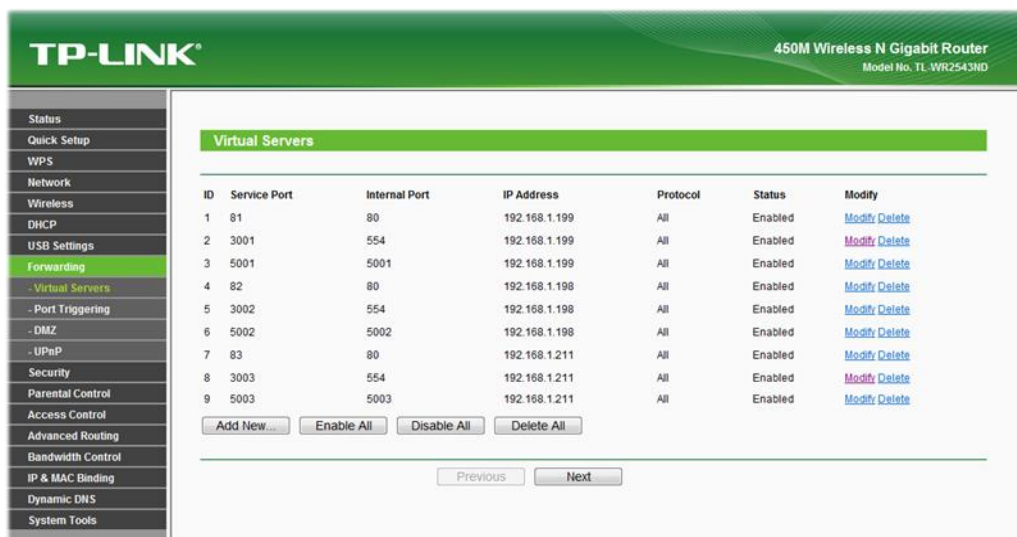 TP-LINK®
450M Wireless N Gigabit Router
Model No. TL-WR2543ND
Status
Quick Setup
WPS
Network
Wireless
DHCP
USB Settings
Forwarding
- Virtual Servers
- Port Triggering
- DMZ
- UPnP
Security
Parental Control
Access Control
Advanced Routing
Bandwidth Control
IP & MAC Binding
Dynamic DNS
System Tools
Virtual Servers
ID Service Port Internal Port IP Address Protocol Status Modify
1 81 80 192.168.1.199 All Enabled Modify Delete
2 3001 554 192.168.1.199 All Enabled Modify Delete
3 5001 5001 192.168.1.199 All Enabled Modify Delete
4 82 80 192.168.1.198 All Enabled Modify Delete
5 3002 554 192.168.1.198 All Enabled Modify Delete
6 5002 5002 192.168.1.198 All Enabled Modify Delete
7 83 80 192.168.1.211 All Enabled Modify Delete
8 3003 554 192.168.1.211 All Enabled Modify Delete
9 5003 5003 192.168.1.211 All Enabled Modify Delete
Add New... Enable All Disable All Delete All
Previous Next